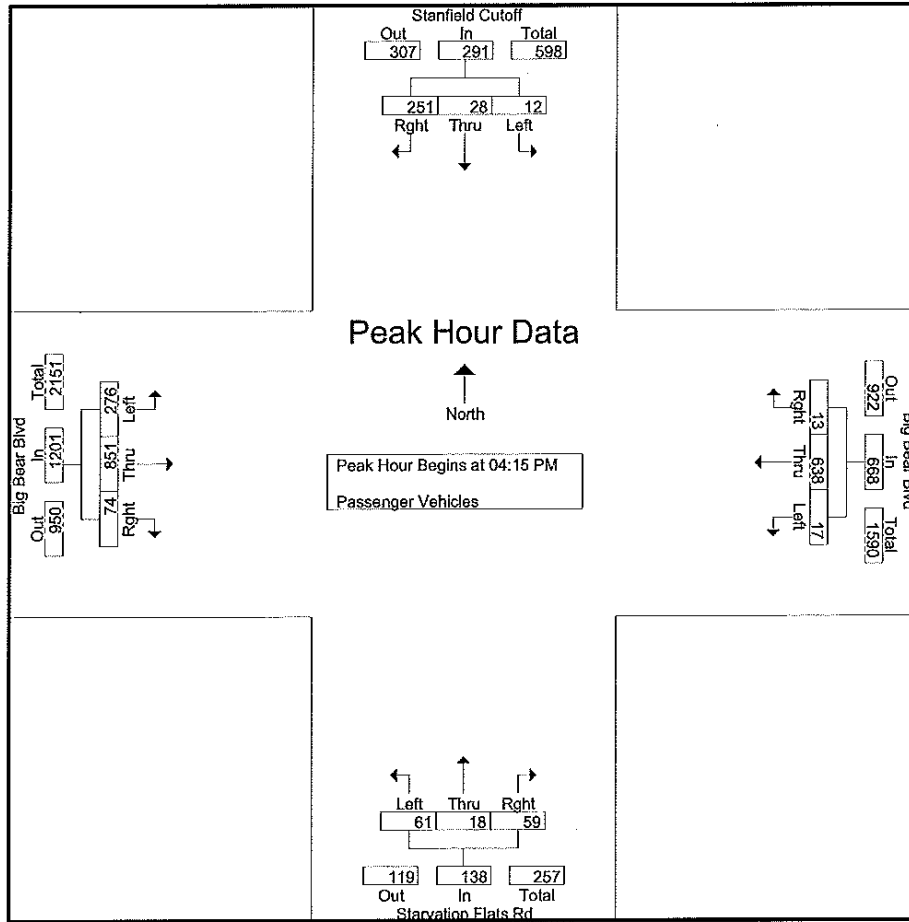 Stanfield Cutoff
Out In Total
307 291 598
251 28 12
Rght Thru Left
Peak Hour Data
North
Peak Hour Begins at 04:15 PM
Passenger Vehicles
Big Bear Blvd
Out In Total
950 1201 2151
Rght Thru Left
74 851 276
Big Bear Blvd
Out In Total
922 668 1590
13 638 17
Rght Thru Left
Left Thru Rght
61 18 59
119 138 257
Out In Total
Starvation Flats Rd